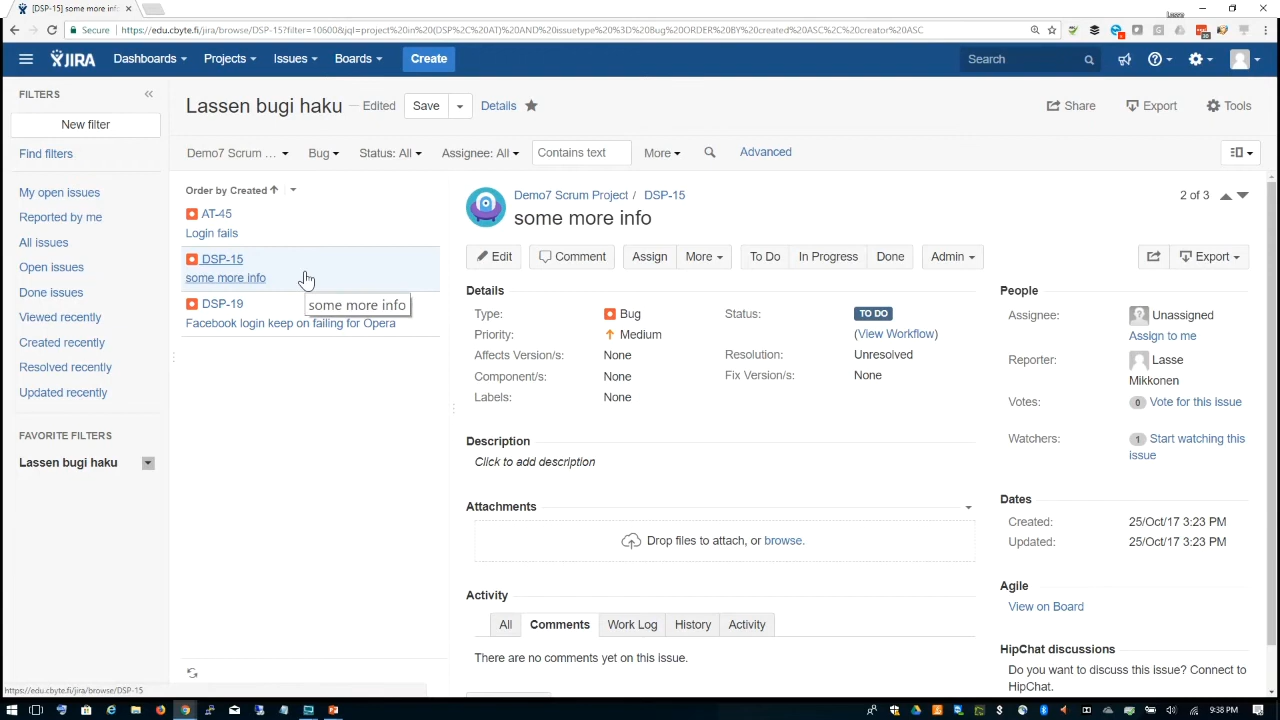 [DSP-15] some more info
Lassen
Secure
https://edu.cbyte.fi/jira/browse/DSP-15?filter=10600&jql=project%20in%20(DSP%2C%20AT)%20AND%20issuetype%20%3D%20Bug%20ORDER%20BY%20created%20ASC%2C%20creator%20ASC
JIRA Dashboards Projects Issues Boards Create Search
FILTERS
New filter
Find filters
My open issues
Reported by me
All issues
Open issues
Done issues
Viewed recently
Created recently
Resolved recently
Updated recently
FAVORITE FILTERS
Lassen bugi haku
Lassen bugi haku Edited Save Details Share Export Tools
Demo7 Scrum ... Bug Status: All Assignee: All Contains text More Advanced
Order by Created
AT-45
Login fails
DSP-15
some more info
some more info
DSP-19
Facebook login keep on failing for Opera
Demo7 Scrum Project / DSP-15
2 of 3
some more info
Edit Comment Assign More To Do In Progress Done Admin Export
Details
Type: Bug
Priority: Medium
Affects Version/s: None
Component/s: None
Labels: None
Status: TO DO
(View Workflow)
Resolution: Unresolved
Fix Version/s: None
Description
Click to add description
Attachments
Drop files to attach, or browse.
Activity
All Comments Work Log History Activity
There are no comments yet on this issue.
People
Assignee: Unassigned
Assign to me
Reporter: Lasse
Mikkonen
Votes: 0 Vote for this issue
Watchers: 1 Start watching this
issue
Dates
Created: 25/Oct/17 3:23 PM
Updated: 25/Oct/17 3:23 PM
Agile
View on Board
HipChat discussions
Do you want to discuss this issue? Connect to
HipChat.
https://edu.cbyte.fi/jira/browse/DSP-15
9:38 PM